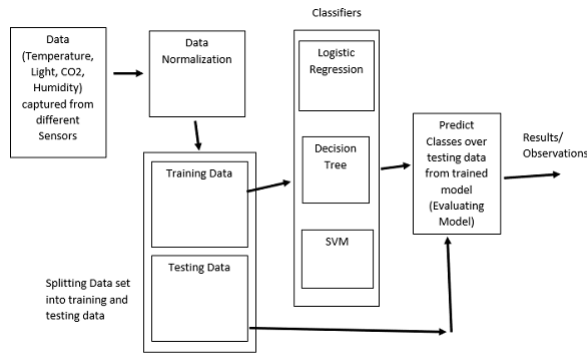 Classifiers
Data
(Temperature,
Light, CO2,
Humidity)
captured from
different
Sensors
Data
Normalization
Logistic
Regression
Decision
Tree
SVM
Training Data
Testing Data
Splitting Data set
into training and
testing data
Predict
Classes over
testing data
from trained
model
(Evaluating
Model)
Results/
Observations